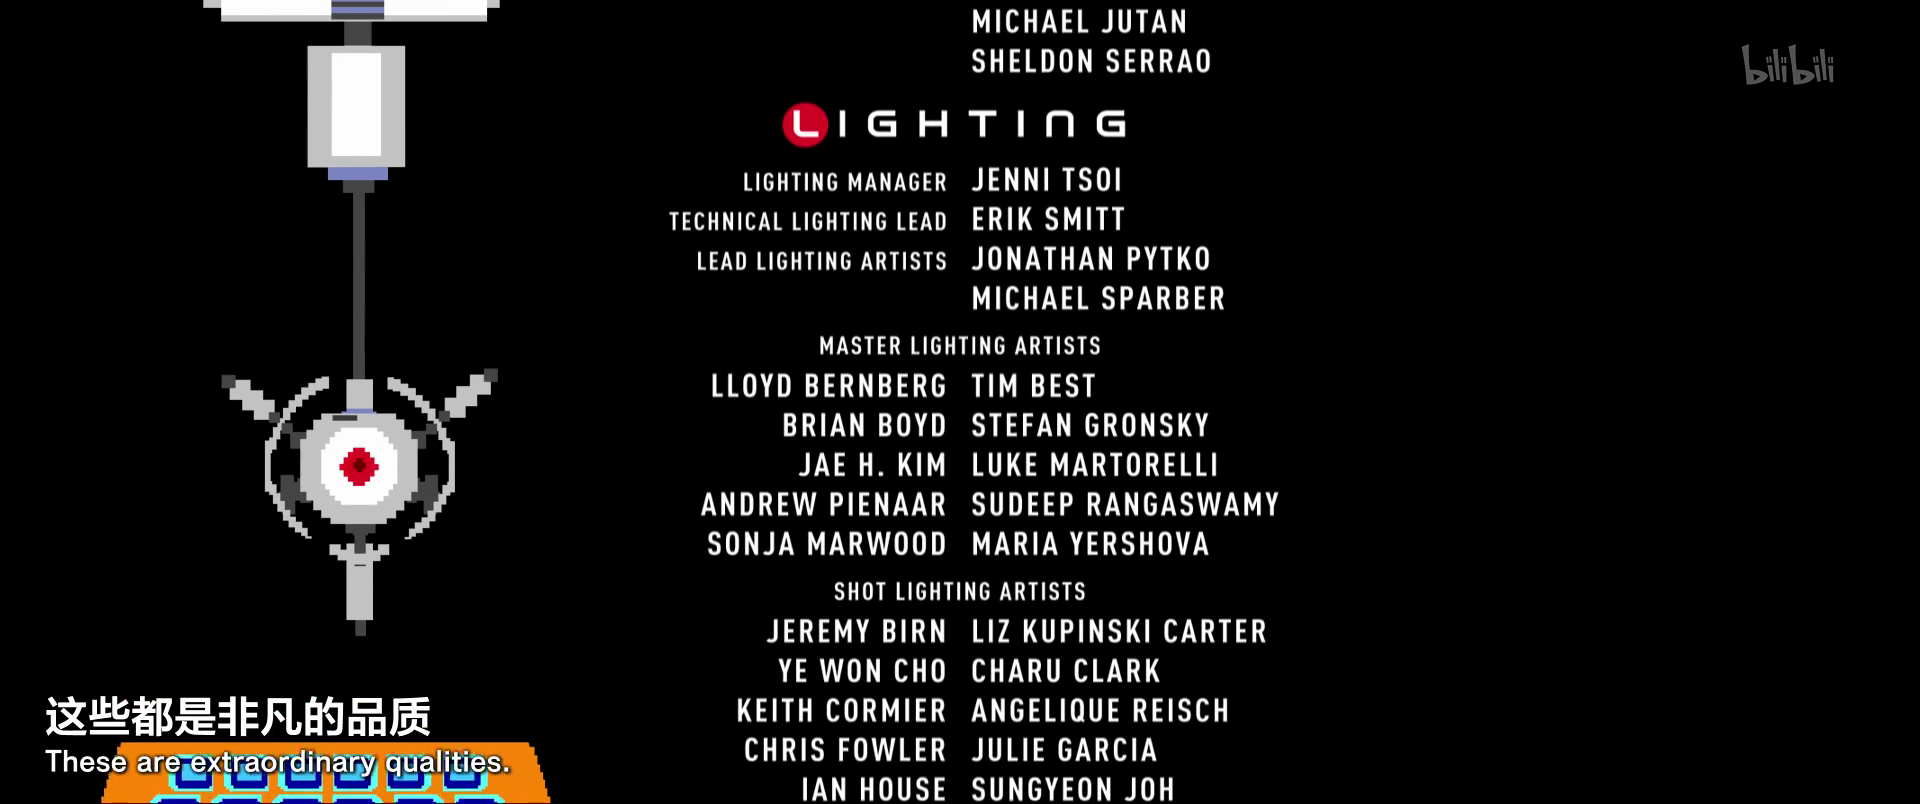 MICHAEL JUTAN
SHELDON SERRAO
bilibili
LIGHTING
LIGHTING MANAGER JENNI TSOI
TECHNICAL LIGHTING LEAD ERIK SMITT
LEAD LIGHTING ARTISTS JONATHAN PYTKO
MICHAEL SPARBER
MASTER LIGHTING ARTISTS
LLOYD BERNBERG TIM BEST
BRIAN BOYD STEFAN GRONSKY
JAE H. KIM LUKE MARTORELLI
ANDREW PIENAAR SUDEEP RANGASWAMY
SONJA MARWOOD MARIA YERSHOVA
SHOT LIGHTING ARTISTS
JEREMY BIRN LIZ KUPINSKI CARTER
YE WON CHO CHARU CLARK
KEITH CORMIER ANGELIQUE REISCH
CHRIS FOWLER JULIE GARCIA
IAN HOUSE SUNGYEON JOH
这些都是非凡的品质
These are extraordinary qualities.